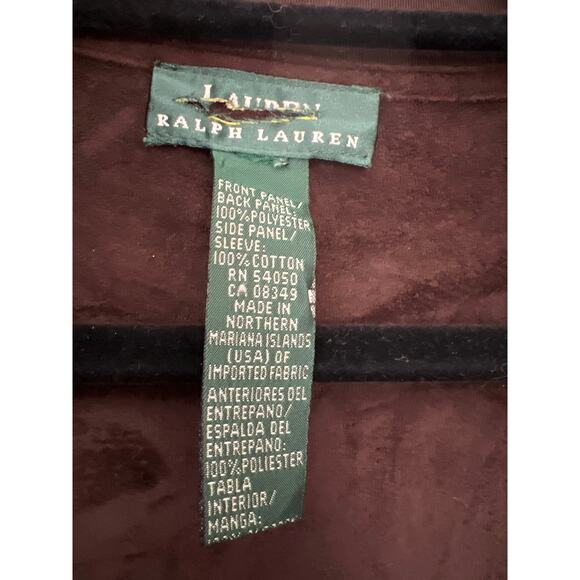 LAUREN
RALPH LAUREN
FRONT PANEL/
BACK PANEL:
100%POLYESTER
SIDE PANEL/
SLEEVE:
100%COTTON
RN 54050
CA 08349
MADE IN
NORTHERN
MARIANA ISLANDS
(USA) OF
IMPORTED FABRIC
ANTERIORES DEL
ENTREPANO/
ESPALDA DEL
ENTREPANO:
100%POLIESTER
TABLA
INTERIOR/
MANGA: